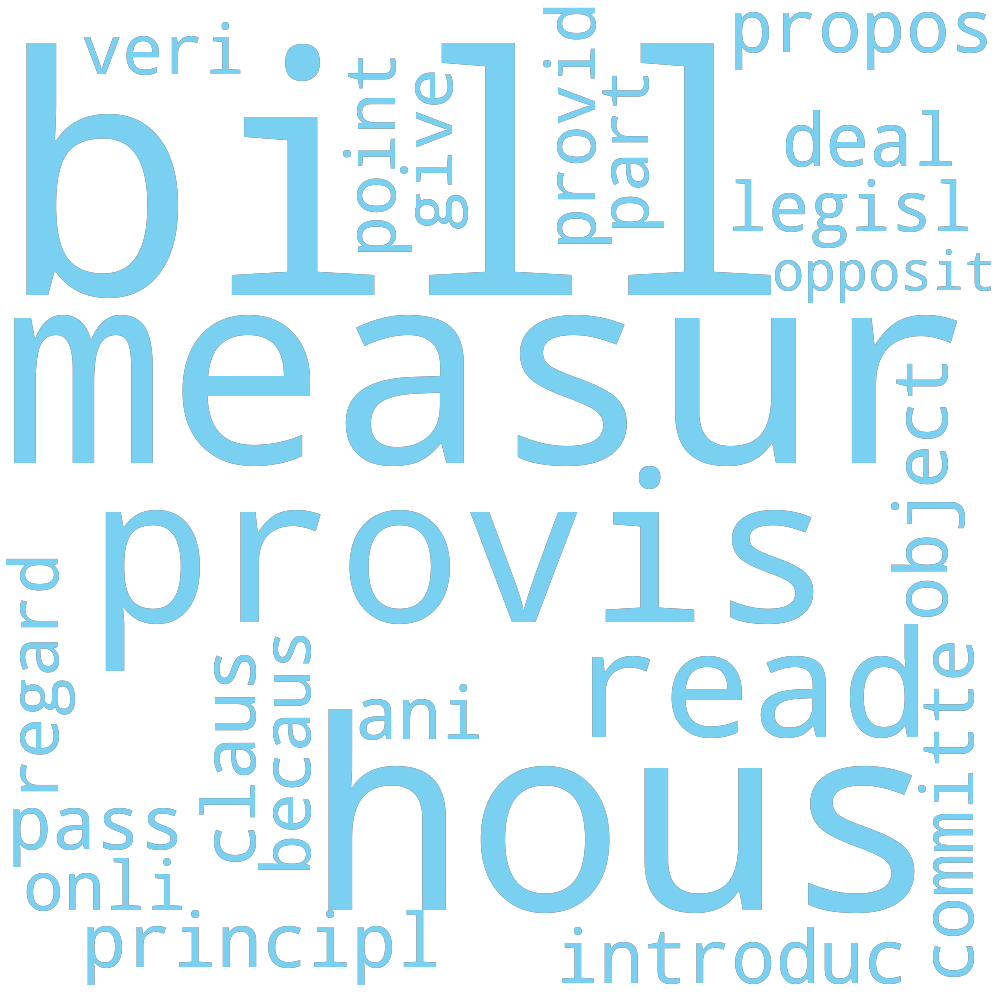 veri
bill
point
give
provid
part
propos
deal
legisl
opposit
measur
object
provis
regard
claus
becaus
ani
read
hous
committe
pass
onli
principl
introduc